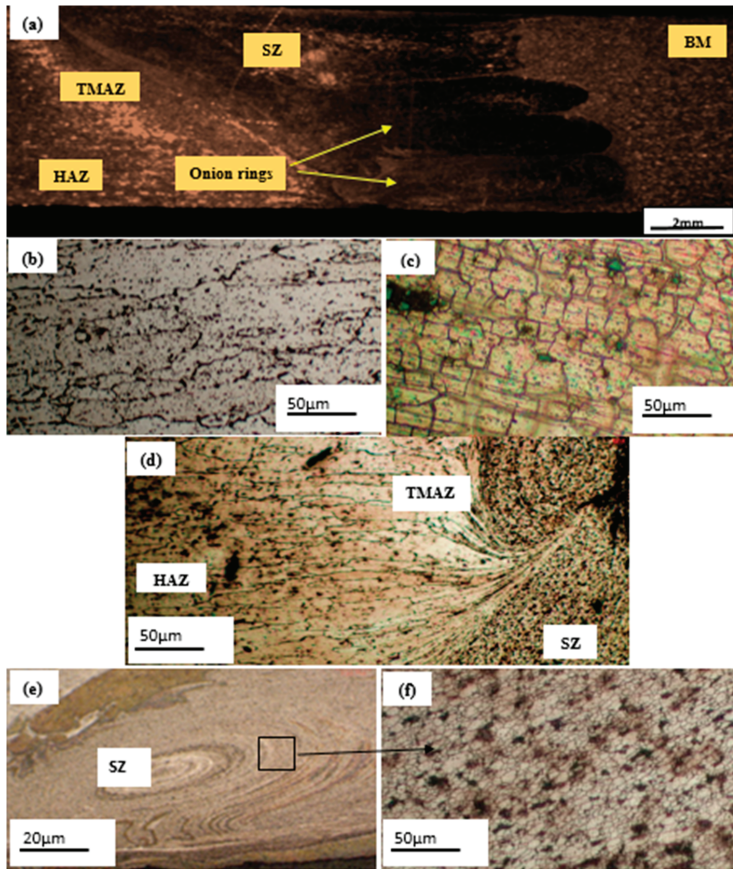 (a)
SZ
BM
TMAZ
Onion rings
HAZ
2mm
(b)
50µm
(c)
50µm
(d)
TMAZ
HAZ
50µm
SZ
(e)
SZ
20µm
(f)
50µm